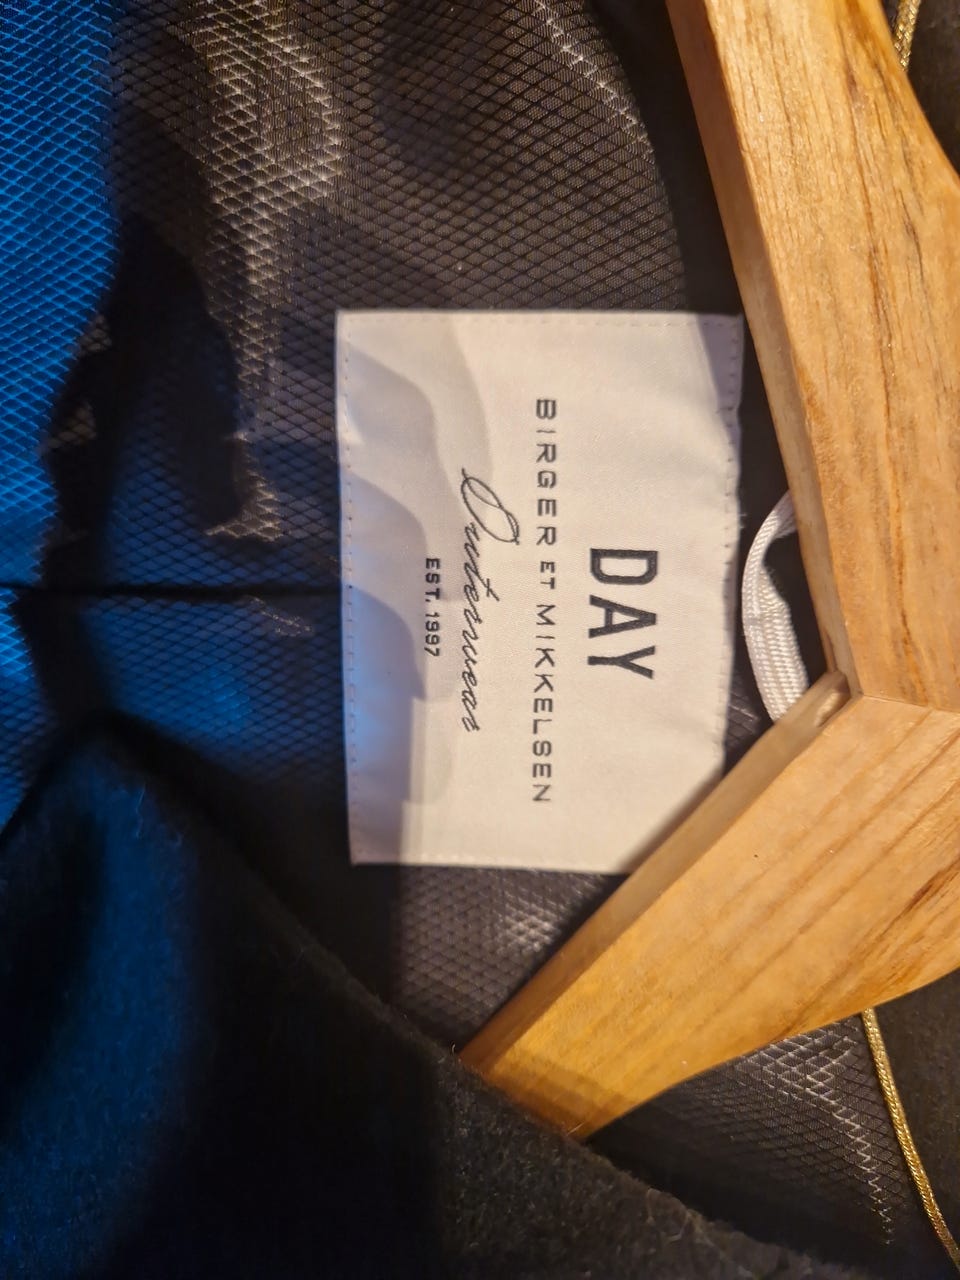 DAY
BIRGER ET MIKKELSEN
Outerwear
EST. 1997